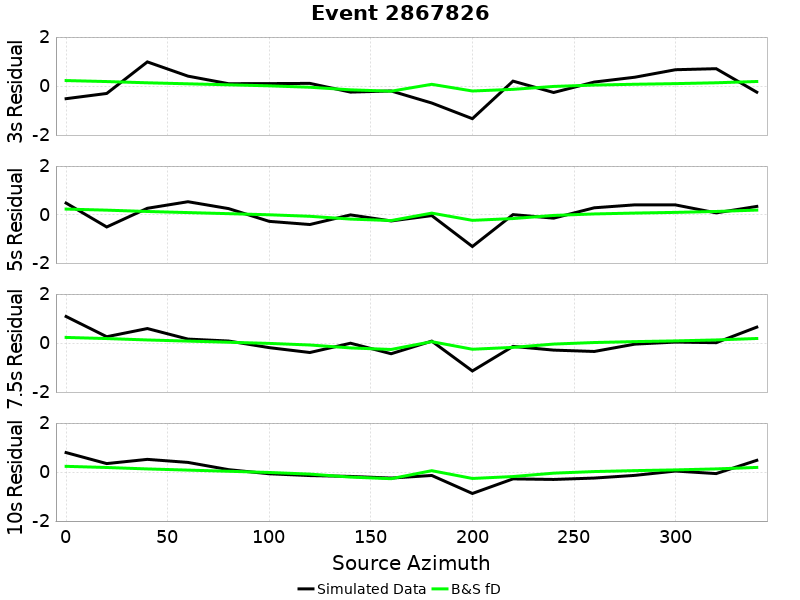 Event 2867826
3s Residual
2
0
-2
5s Residual
2
0
-2
7.5s Residual
2
0
-2
10s Residual
2
0
-2
0 50 100 150 200 250 300
Source Azimuth
Simulated Data B&S fD